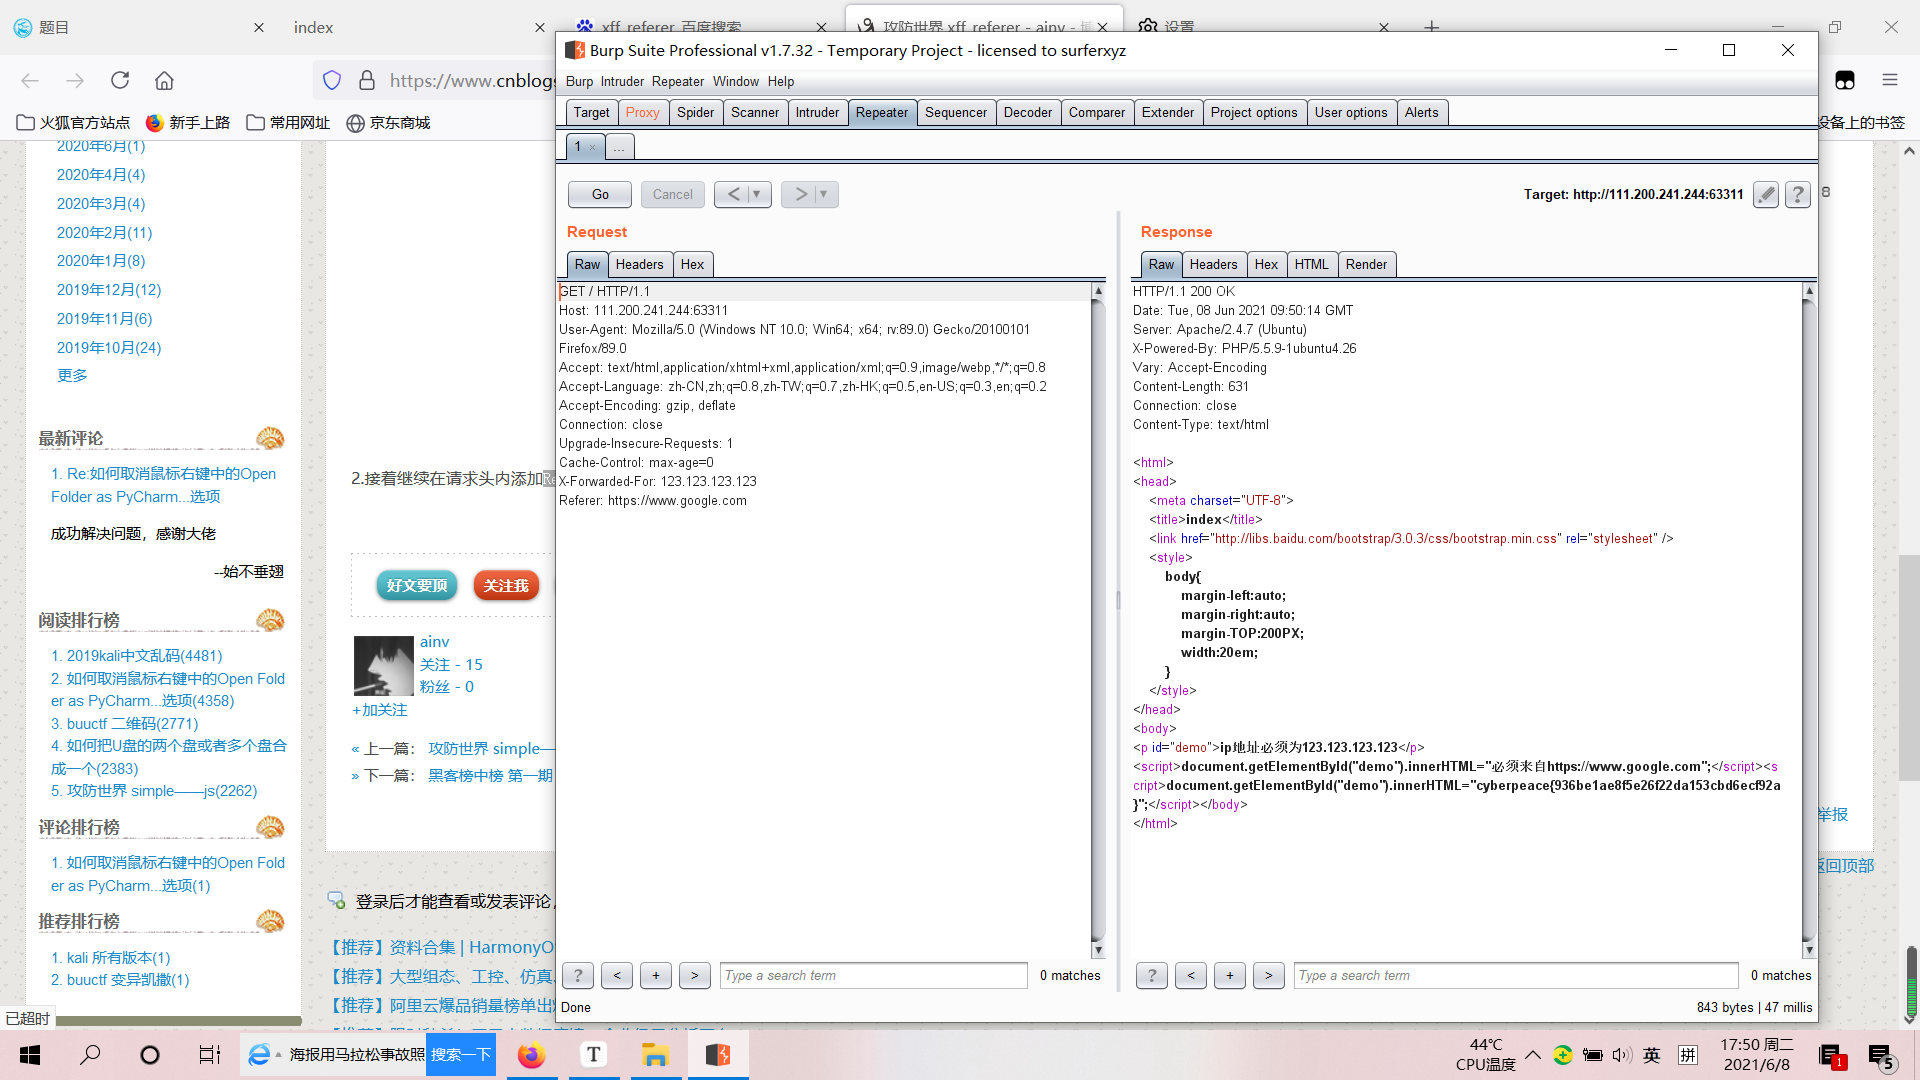 题目
index
xff_referer_百度搜索
攻防世界 xff_referer - ainv - 博
设置
https://www.cnblogs
火狐官方站点
新手上路
常用网址
京东商城
设备上的书签
2020年6月(1)
2020年4月(4)
2020年3月(4)
2020年2月(11)
2020年1月(8)
2019年12月(12)
2019年11月(6)
2019年10月(24)
更多
最新评论
1. Re:如何取消鼠标右键中的Open
Folder as PyCharm...选项
成功解决问题，感谢大佬
--始不垂翅
阅读排行榜
1. 2019kali中文乱码(4481)
2. 如何取消鼠标右键中的Open Fold
er as PyCharm...选项(4358)
3. buuctf 二维码(2771)
4. 如何把U盘的两个盘或者多个盘合
成一个(2383)
5. 攻防世界 simple——js(2262)
评论排行榜
1. 如何取消鼠标右键中的Open Fold
er as PyCharm...选项(1)
推荐排行榜
1. kali 所有版本(1)
2. buuctf 变异凯撒(1)
已超时
2.接着继续在请求头内添加Re
好文要顶
关注我
ainv
关注 - 15
粉丝 - 0
+加关注
« 上一篇： 攻防世界 simple—
» 下一篇： 黑客榜中榜 第一期
登录后才能查看或发表评论，
【推荐】资料合集 | HarmonyO
【推荐】大型组态、工控、仿真、
【推荐】阿里云爆品销量榜单出
8
举报
返回顶部
Burp Suite Professional v1.7.32 - Temporary Project - licensed to surferxyz
Burp Intruder Repeater Window Help
Target Proxy Spider Scanner Intruder Repeater Sequencer Decoder Comparer Extender Project options User options Alerts
1 × ...
Go Cancel < ▼ > ▼
Target: http://111.200.241.244:63311
?
Request
Raw Headers Hex
GET / HTTP/1.1
Host: 111.200.241.244:63311
User-Agent: Mozilla/5.0 (Windows NT 10.0; Win64; x64; rv:89.0) Gecko/20100101
Firefox/89.0
Accept: text/html,application/xhtml+xml,application/xml;q=0.9,image/webp,*/*;q=0.8
Accept-Language: zh-CN,zh;q=0.8,zh-TW;q=0.7,zh-HK;q=0.5,en-US;q=0.3,en;q=0.2
Accept-Encoding: gzip, deflate
Connection: close
Upgrade-Insecure-Requests: 1
Cache-Control: max-age=0
X-Forwarded-For: 123.123.123.123
Referer: https://www.google.com
? < + > Type a search term 0 matches
Response
Raw Headers Hex HTML Render
HTTP/1.1 200 OK
Date: Tue, 08 Jun 2021 09:50:14 GMT
Server: Apache/2.4.7 (Ubuntu)
X-Powered-By: PHP/5.5.9-1ubuntu4.26
Vary: Accept-Encoding
Content-Length: 631
Connection: close
Content-Type: text/html
<html>
<head>
<meta charset="UTF-8">
<title>index</title>
<link href="http://libs.baidu.com/bootstrap/3.0.3/css/bootstrap.min.css" rel="stylesheet" />
<style>
body{
margin-left:auto;
margin-right:auto;
margin-TOP:200PX;
width:20em;
}
</style>
</head>
<body>
<p id="demo">ip地址必须为123.123.123.123</p>
<script>document.getElementById("demo").innerHTML="必须来自https://www.google.com";</script><s
cript>document.getElementById("demo").innerHTML="cyberpeace{936be1ae8f5e26f22da153cbd6ecf92a
}";</script></body>
</html>
? < + > Type a search term 0 matches
Done
843 bytes | 47 millis
海报用马拉松事故照
搜索一下
44℃
CPU温度
英
拼
17:50 周二
2021/6/8
1
5